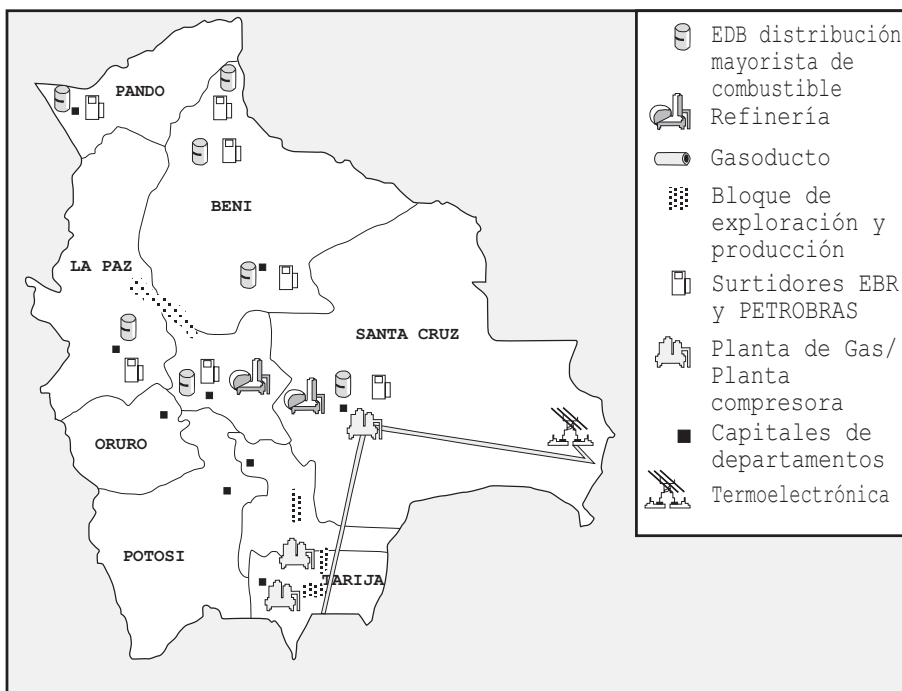 PANDO
BENI
LA PAZ
SANTA CRUZ
ORURO
POTOSI
TARIJA
EDB distribución
mayorista de
combustible
Refinería
Gasoducto
Bloque de
exploración y
producción
Surtidores EBR
y PETROBRAS
Planta de Gas/
Planta
compresora
Capitales de
departamentos
Termoelectrónica